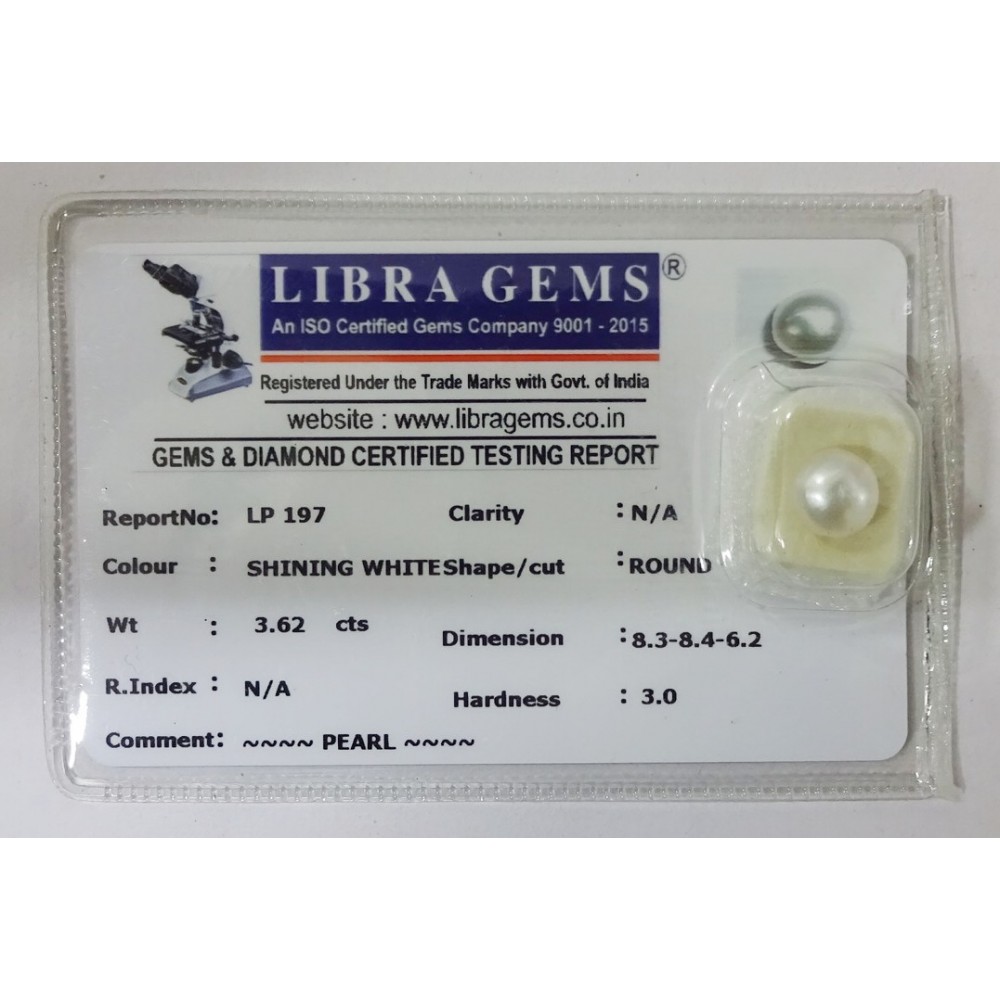 LIBRA GEMS®
An ISO Certified Gems Company 9001 - 2015
Registered Under the Trade Marks with Govt. of India
website : www.libragems.co.in
GEMS & DIAMOND CERTIFIED TESTING REPORT
ReportNo: LP 197 Clarity : N/A
Colour : SHINING WHITE Shape/cut : ROUND
Wt : 3.62 cts Dimension : 8.3-8.4-6.2
R.Index : N/A Hardness : 3.0
Comment: ~~~~ PEARL ~~~~